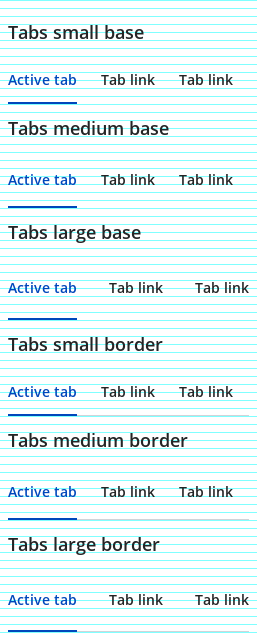 Tabs small base
Active tab Tab link Tab link
Tabs medium base
Active tab Tab link Tab link
Tabs large base
Active tab Tab link Tab link
Tabs small border
Active tab Tab link Tab link
Tabs medium border
Active tab Tab link Tab link
Tabs large border
Active tab Tab link Tab link